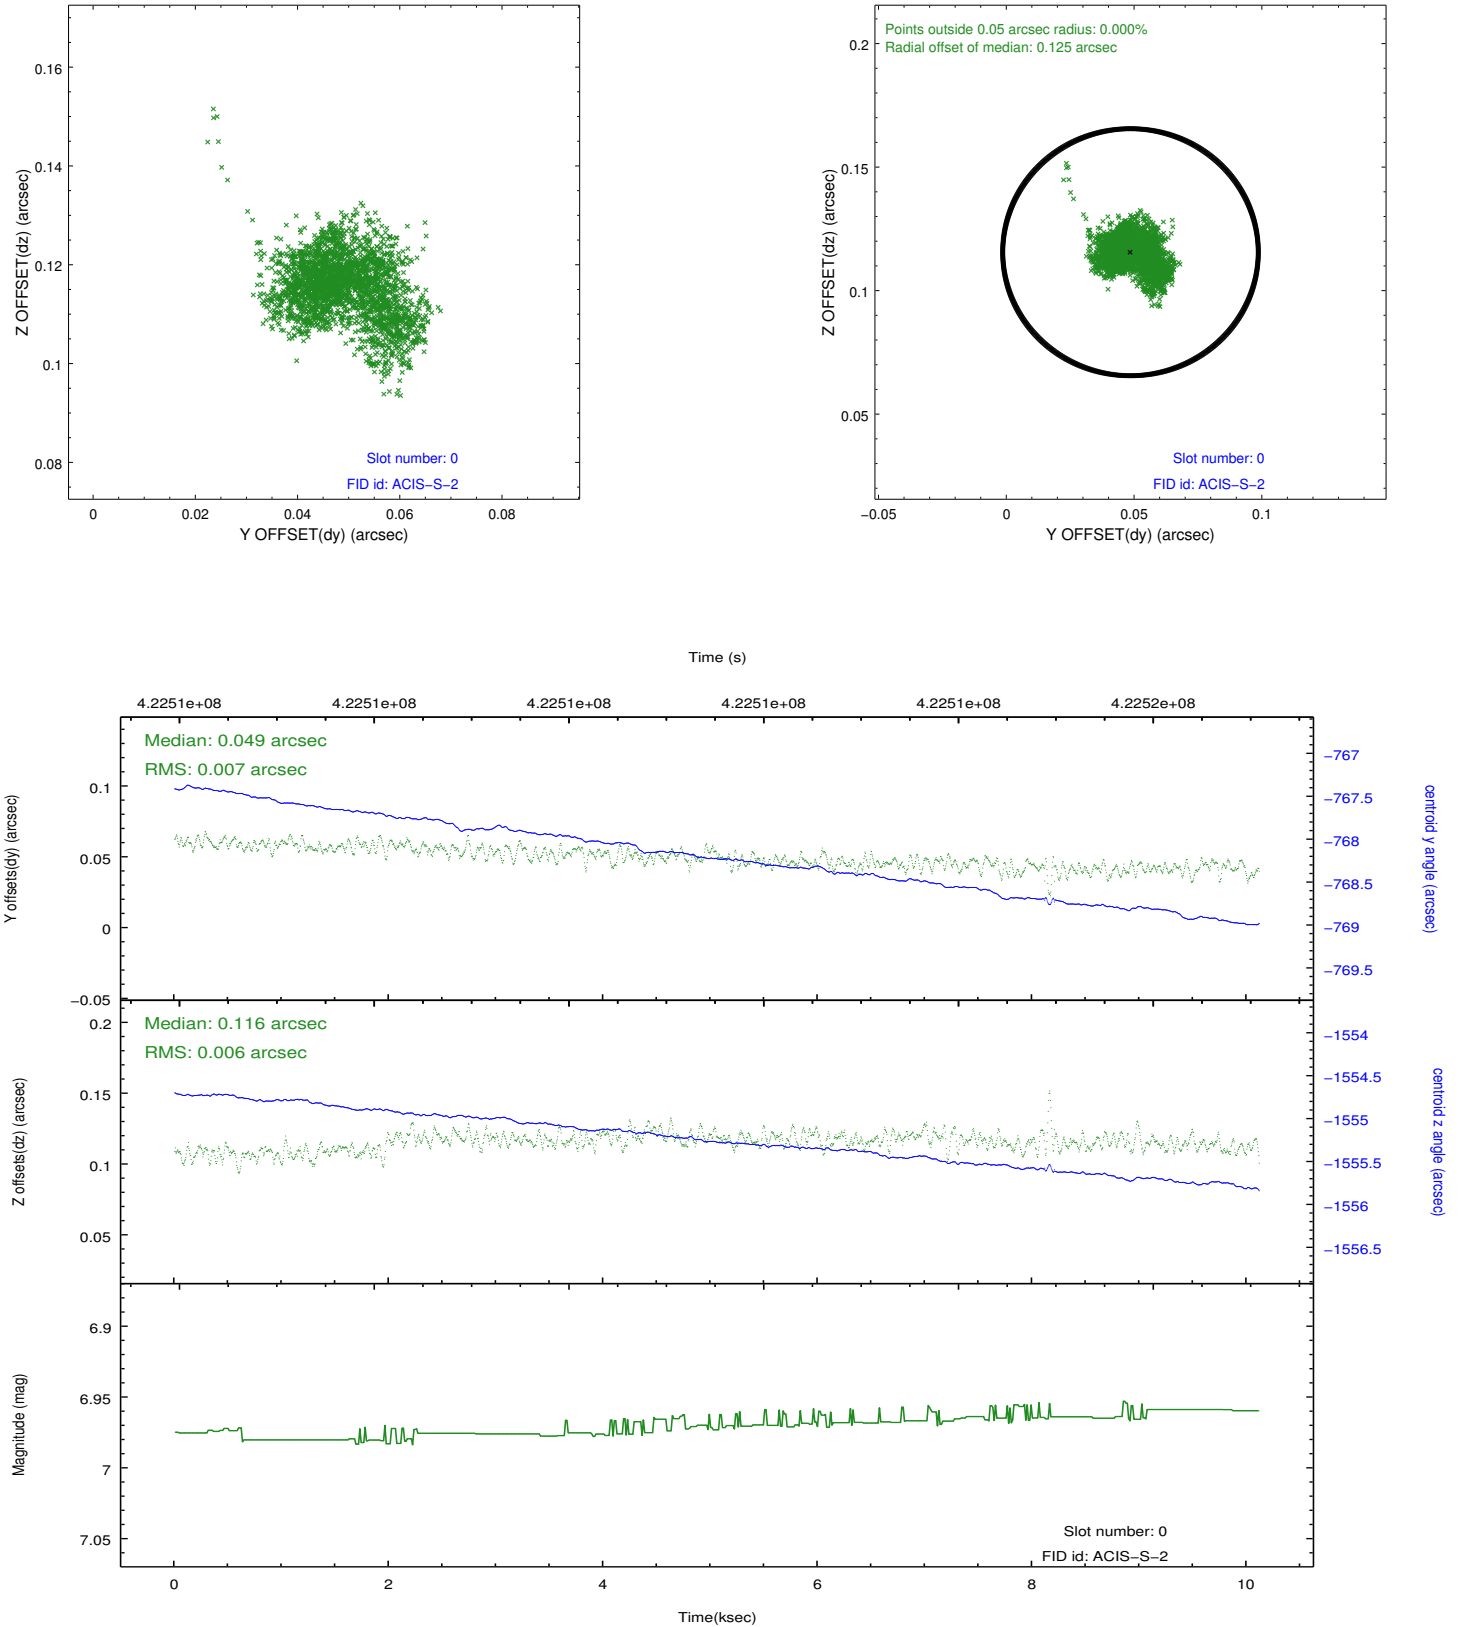 0.16
0.14
0.12
0.1
0.08
Z OFFSET(dz) (arcsec)
Slot number: 0
FID id: ACIS−S−2
0 0.02 0.04 0.06 0.08
Y OFFSET(dy) (arcsec)
Points outside 0.05 arcsec radius: 0.000%
Radial offset of median: 0.125 arcsec
0.2
0.15
0.1
0.05
Z OFFSET(dz) (arcsec)
Slot number: 0
FID id: ACIS−S−2
−0.05 0 0.05 0.1
Y OFFSET(dy) (arcsec)
Time (s)
4.2251e+08 4.2251e+08 4.2251e+08 4.2251e+08 4.2251e+08 4.2252e+08
Median: 0.049 arcsec
RMS: 0.007 arcsec
0.1
0.05
0
−0.05
Y offsets(dy) (arcsec)
−767
−767.5
−768
−768.5
−769
−769.5
centroid y angle (arcsec)
Median: 0.116 arcsec
RMS: 0.006 arcsec
0.2
0.15
0.1
0.05
Z offsets(dz) (arcsec)
−1554
−1554.5
−1555
−1555.5
−1556
−1556.5
centroid z angle (arcsec)
6.9
6.95
7
7.05
Magnitude (mag)
Slot number: 0
FID id: ACIS−S−2
0 2 4 6 8 10
Time(ksec)